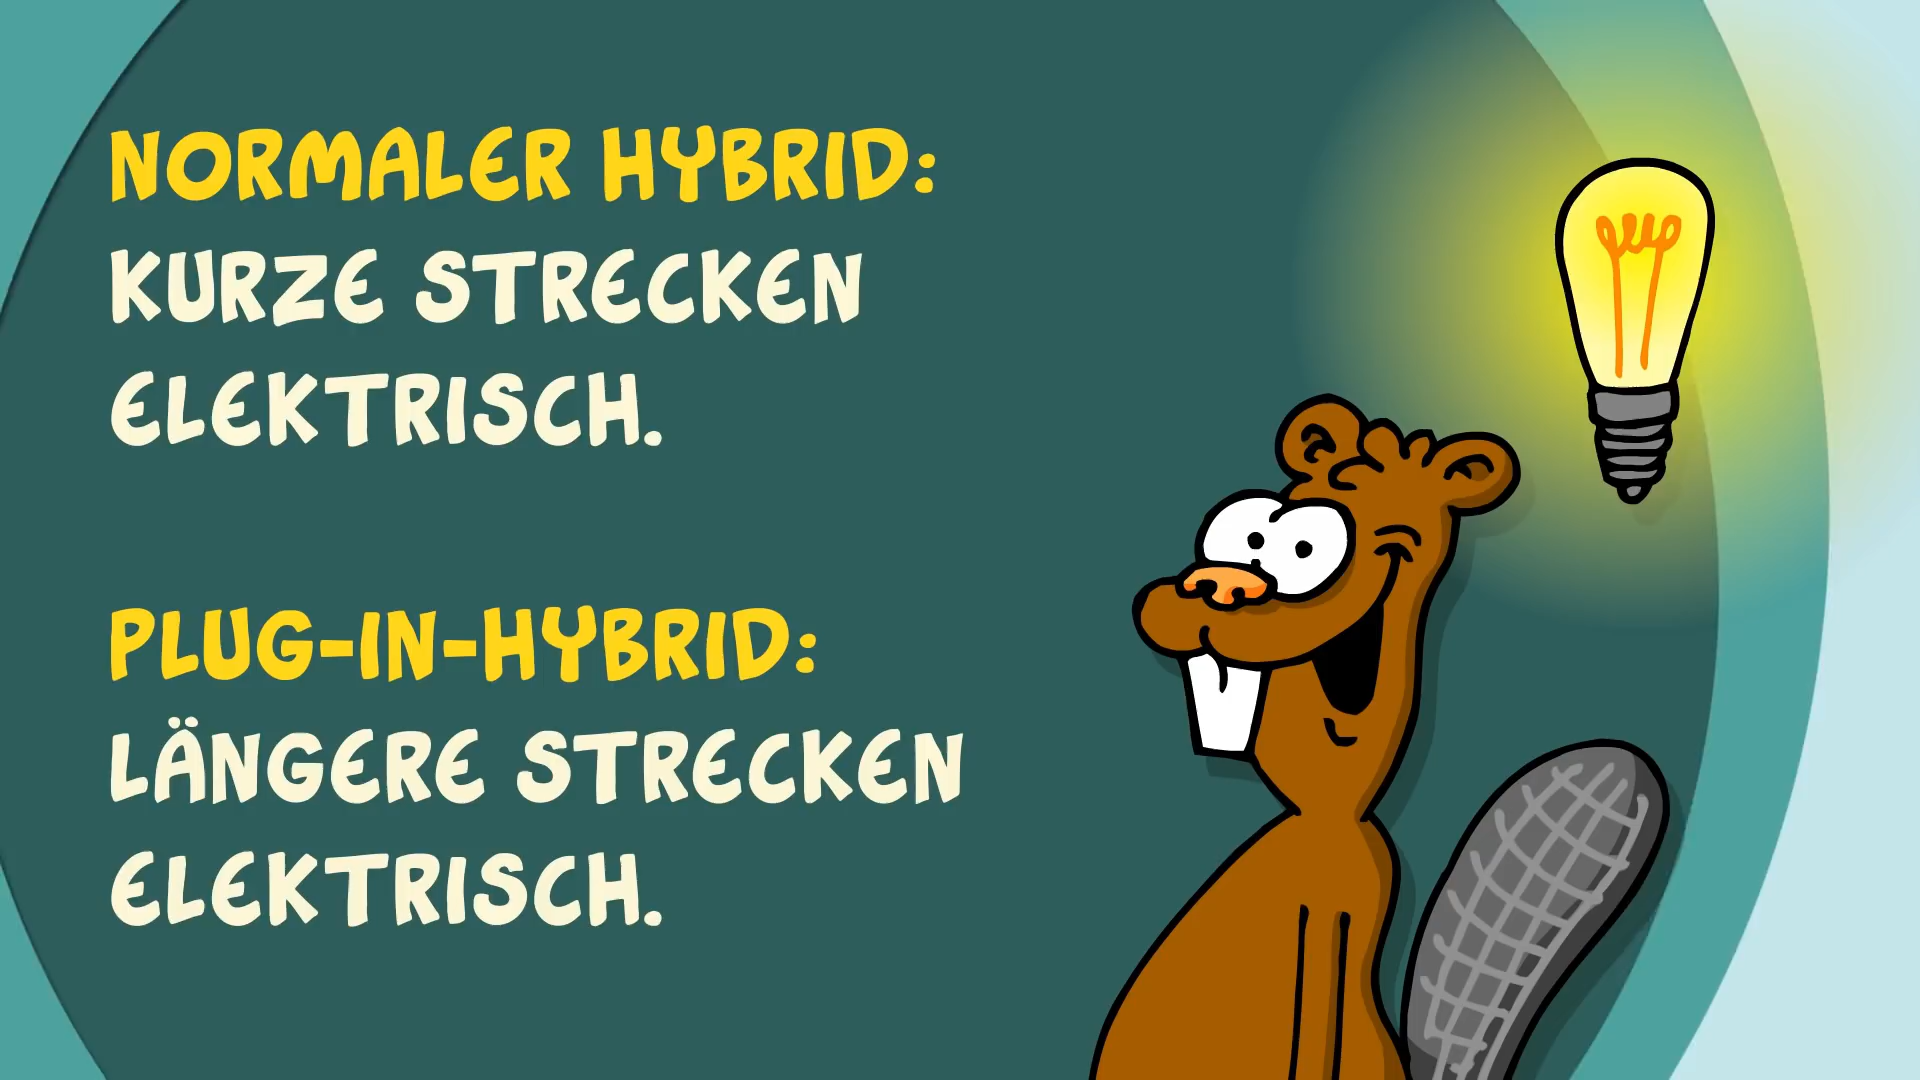 NORMALER HYBRID:
KURZE STRECKEN
ELEKTRISCH.
PLUG-IN-HYBRID:
LÄNGERE STRECKEN
ELEKTRISCH.